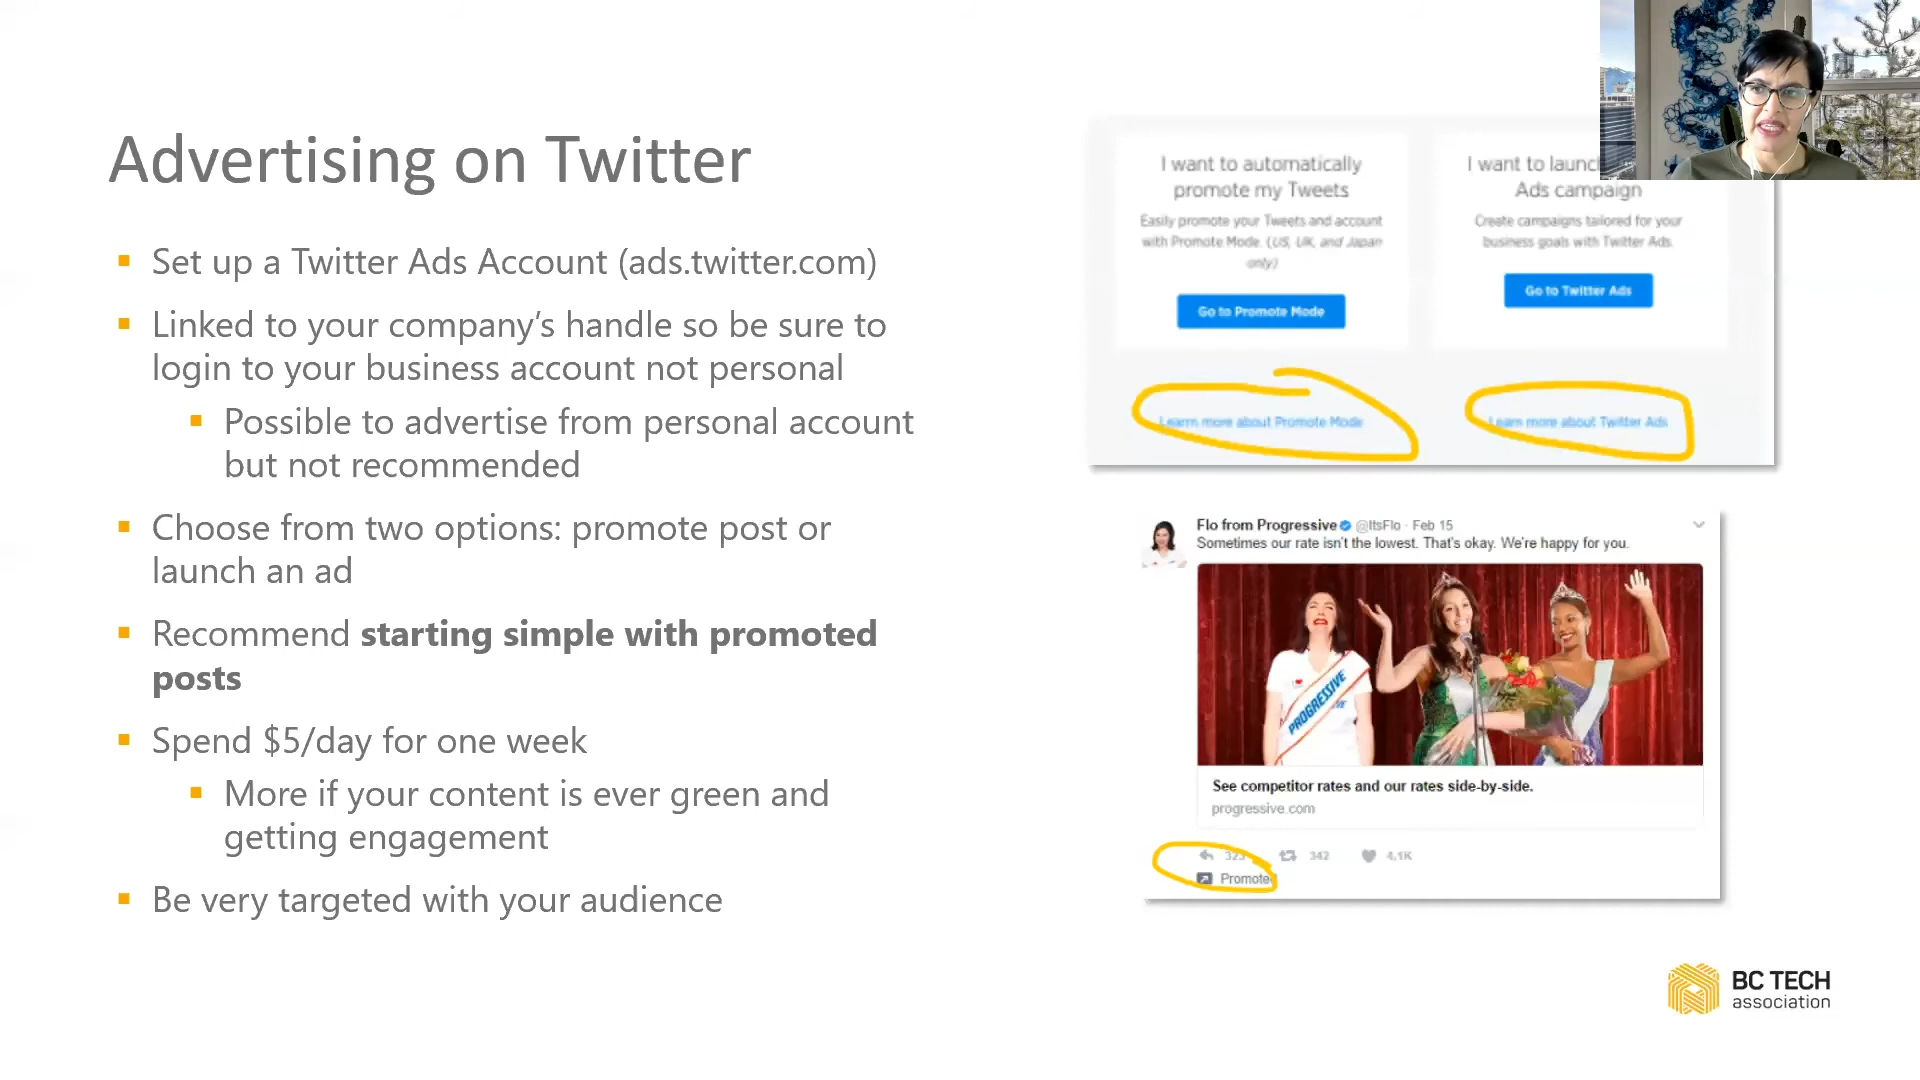 Advertising on Twitter
Set up a Twitter Ads Account (ads.twitter.com)
Linked to your company's handle so be sure to
login to your business account not personal
Possible to advertise from personal account
but not recommended
Choose from two options: promote post or
launch an ad
Recommend starting simple with promoted
posts
Spend $5/day for one week
More if your content is ever green and
getting engagement
Be very targeted with your audience
I want to automatically
promote my Tweets
Easily promote your Tweets and account
with Promote Mode. (US, UK, and Japan
only)
Go to Promote Mode
Learn more about Promote Mode
I want to launc
Ads campaign
Create campaigns tailored for your
business goals with Twitter Ads.
Go to Twitter Ads
Learn more about Twitter Ads
Flo from Progressive @ItsFlo · Feb 15
Sometimes our rate isn't the lowest. That's okay. We're happy for you.
PROGRESSIVE
See competitor rates and our rates side-by-side.
progressive.com
323 342 4.1K
Promoted
BC TECH
association